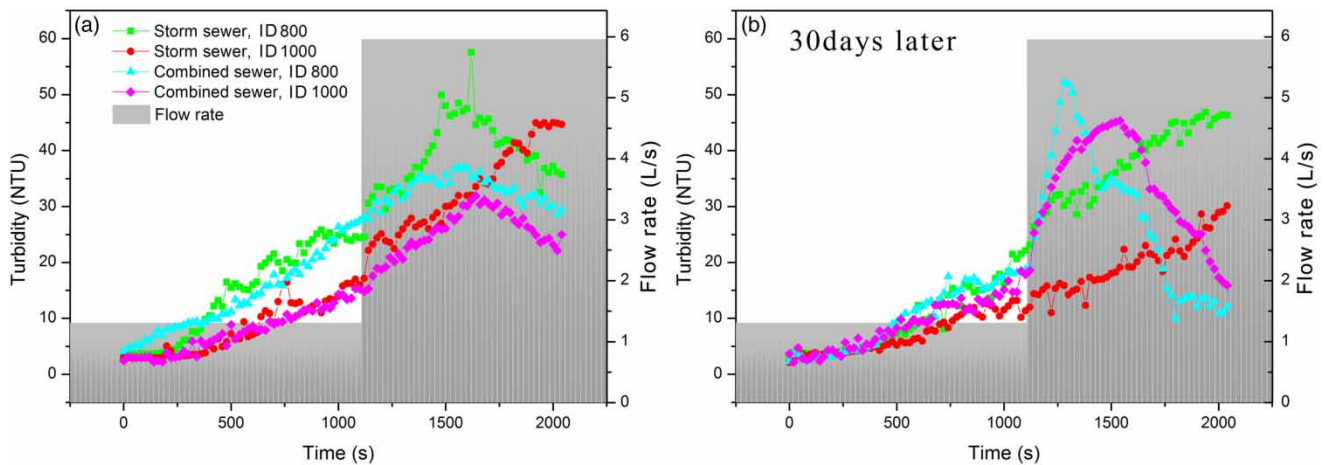 (a)
Storm sewer, ID 800
Storm sewer, ID 1000
Combined sewer, ID 800
Combined sewer, ID 1000
Flow rate
60
50
40
30
20
10
0
Turbidity (NTU)
6
5
4
3
2
1
0
Flow rate (L/s)
0
500
1000
1500
2000
Time (s)
(b)
30days later
60
50
40
30
20
10
0
Turbidity (NTU)
6
5
4
3
2
1
0
Flow rate (L/s)
0
500
1000
1500
2000
Time (s)